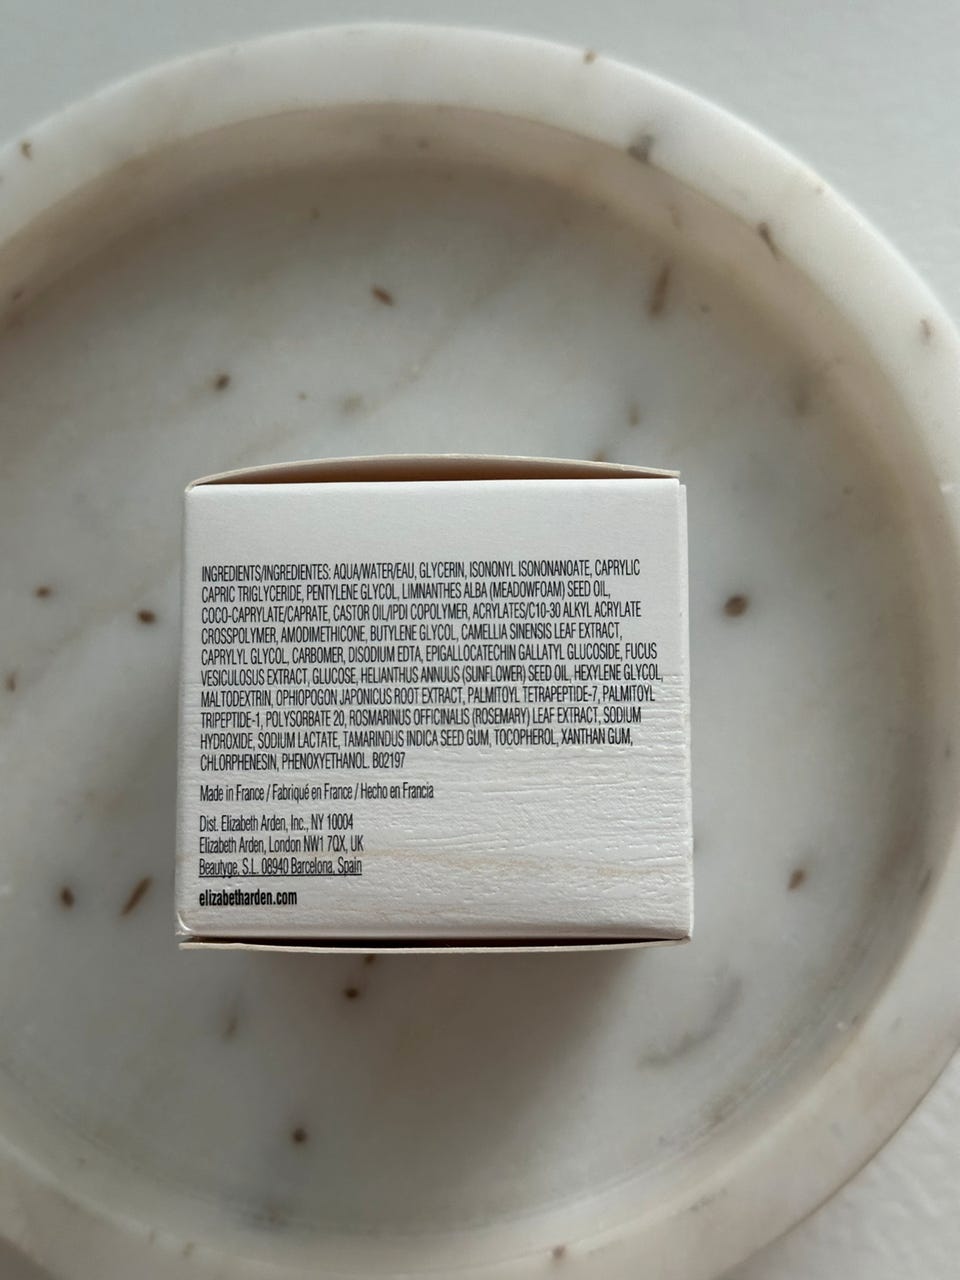 INGREDIENTS/INGREDIENTES: AQUA/WATER/EAU, GLYCERIN, ISONONYL ISONONANOATE, CAPRYLIC
CAPRIC TRIGLYCERIDE, PENTYLENE GLYCOL, LIMNANTHES ALBA (MEADOWFOAM) SEED OIL,
COCO-CAPRYLATE/CAPRATE, CASTOR OIL/IPDI COPOLYMER, ACRYLATES/C10-30 ALKYL ACRYLATE
CROSSPOLYMER, AMODIMETHICONE, BUTYLENE GLYCOL, CAMELLIA SINENSIS LEAF EXTRACT,
CAPRYLYL GLYCOL, CARBOMER, DISODIUM EDTA, EPIGALLOCATECHIN GALLATYL GLUCOSIDE, FUCUS
VESICULOSUS EXTRACT, GLUCOSE, HELIANTHUS ANNUUS (SUNFLOWER) SEED OIL, HEXYLENE GLYCOL,
MALTODEXTRIN, OPHIOPOGON JAPONICUS ROOT EXTRACT, PALMITOYL TETRAPEPTIDE-7, PALMITOYL
TRIPEPTIDE-1, POLYSORBATE 20, ROSMARINUS OFFICINALIS (ROSEMARY) LEAF EXTRACT, SODIUM
HYDROXIDE, SODIUM LACTATE, TAMARINDUS INDICA SEED GUM, TOCOPHEROL, XANTHAN GUM,
CHLORPHENESIN, PHENOXYETHANOL. B02197
Made in France / Fabriqué en France / Hecho en Francia
Dist. Elizabeth Arden, Inc., NY 10004
Elizabeth Arden, London NW1 7QX, UK
Beautyge, S.L. 08940 Barcelona, Spain
elizabetharden.com